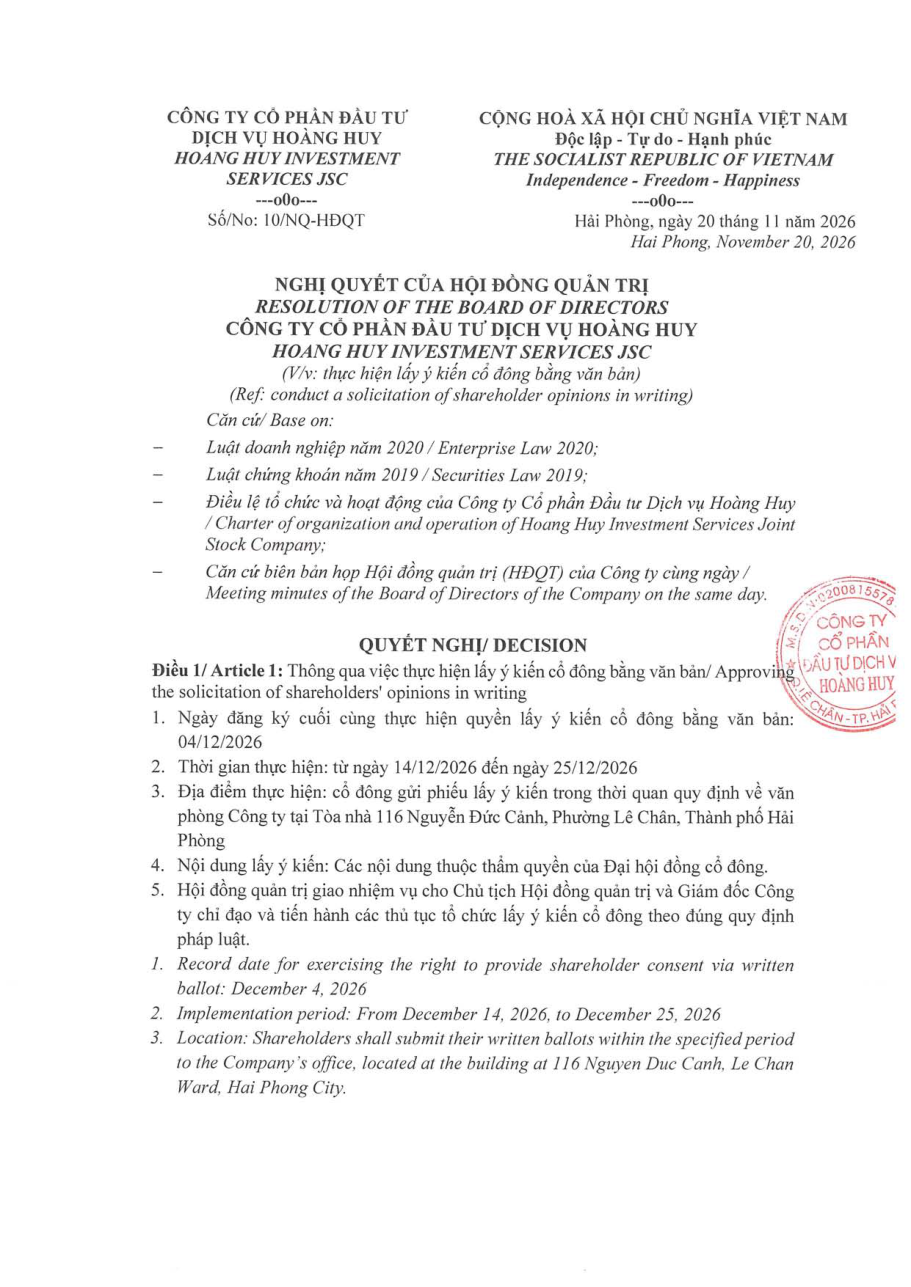 CÔNG TY CỔ PHẦN ĐẦU TƯ
DỊCH VỤ HOÀNG HUY
HOANG HUY INVESTMENT
SERVICES JSC
---o0o---
Số/No: 10/NQ-HĐQT
CỘNG HOÀ XÃ HỘI CHỦ NGHĨA VIỆT NAM
Độc lập - Tự do - Hạnh phúc
THE SOCIALIST REPUBLIC OF VIETNAM
Independence - Freedom - Happiness
---o0o---
Hải Phòng, ngày 20 tháng 11 năm 2026
Hai Phong, November 20, 2026
NGHỊ QUYẾT CỦA HỘI ĐỒNG QUẢN TRỊ
RESOLUTION OF THE BOARD OF DIRECTORS
CÔNG TY CỔ PHẦN ĐẦU TƯ DỊCH VỤ HOÀNG HUY
HOANG HUY INVESTMENT SERVICES JSC
(V/v: thực hiện lấy ý kiến cổ đông bằng văn bản)
(Ref: conduct a solicitation of shareholder opinions in writing)
Căn cứ/ Base on:
– Luật doanh nghiệp năm 2020 / Enterprise Law 2020;
– Luật chứng khoán năm 2019 / Securities Law 2019;
– Điều lệ tổ chức và hoạt động của Công ty Cổ phần Đầu tư Dịch vụ Hoàng Huy
/ Charter of organization and operation of Hoang Huy Investment Services Joint
Stock Company;
– Căn cứ biên bản họp Hội đồng quản trị (HĐQT) của Công ty cùng ngày /
Meeting minutes of the Board of Directors of the Company on the same day.
QUYẾT NGHỊ/ DECISION
Điều 1/ Article 1: Thông qua việc thực hiện lấy ý kiến cổ đông bằng văn bản/ Approving
the solicitation of shareholders' opinions in writing
1. Ngày đăng ký cuối cùng thực hiện quyền lấy ý kiến cổ đông bằng văn bản:
04/12/2026
2. Thời gian thực hiện: từ ngày 14/12/2026 đến ngày 25/12/2026
3. Địa điểm thực hiện: cổ đông gửi phiếu lấy ý kiến trong thời quan quy định về văn
phòng Công ty tại Tòa nhà 116 Nguyễn Đức Cảnh, Phường Lê Chân, Thành phố Hải
Phòng
4. Nội dung lấy ý kiến: Các nội dung thuộc thẩm quyền của Đại hội đồng cổ đông.
5. Hội đồng quản trị giao nhiệm vụ cho Chủ tịch Hội đồng quản trị và Giám đốc Công
ty chỉ đạo và tiến hành các thủ tục tổ chức lấy ý kiến cổ đông theo đúng quy định
pháp luật.
1. Record date for exercising the right to provide shareholder consent via written
ballot: December 4, 2026
2. Implementation period: From December 14, 2026, to December 25, 2026
3. Location: Shareholders shall submit their written ballots within the specified period
to the Company's office, located at the building at 116 Nguyen Duc Canh, Le Chan
Ward, Hai Phong City.
M.S.D.N:0200815578
CÔNG TY
CỔ PHẦN
ĐẦU TƯ DỊCH V
HOÀNG HUY
Q.LÊ CHÂN-TP.HẢI